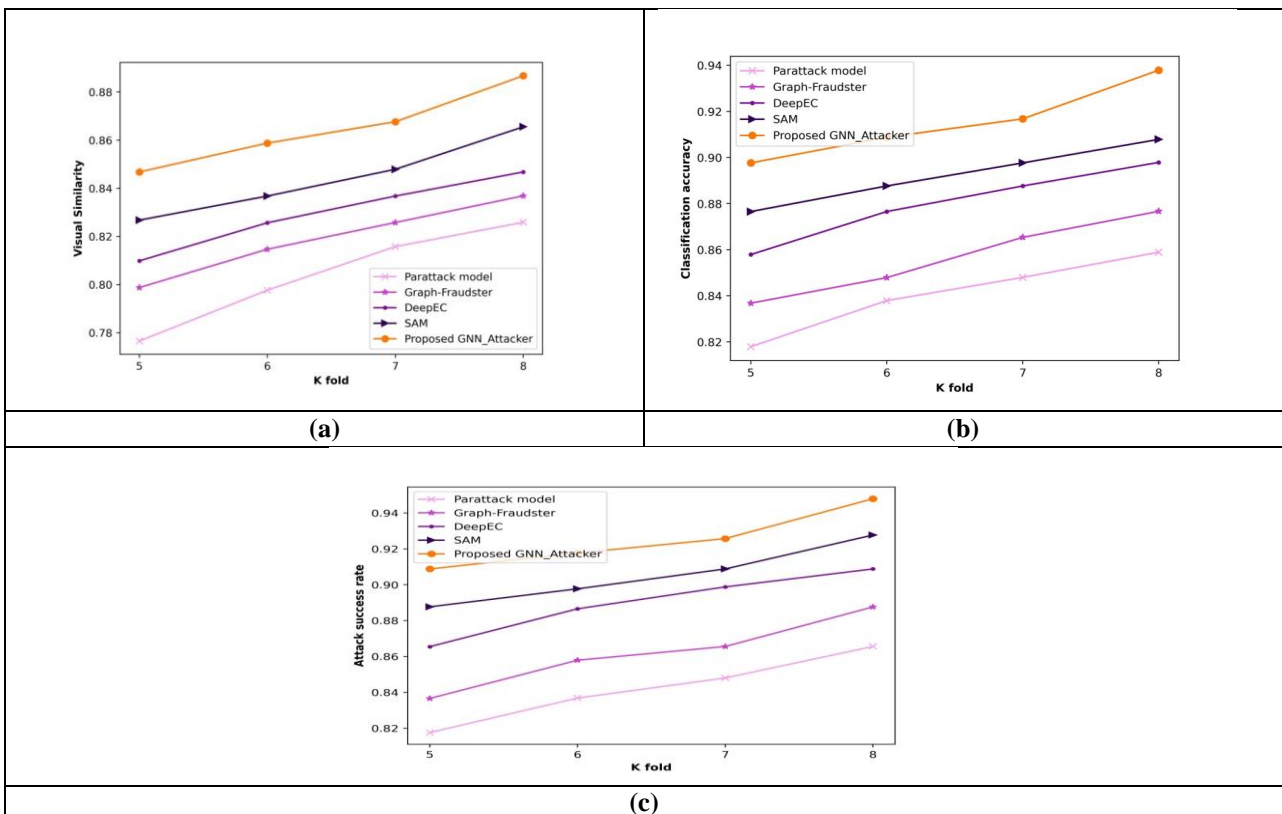 0.88
0.86
0.84
0.82
0.80
0.78
Visual Similarity
Parattack model
Graph-Fraudster
DeepEC
SAM
Proposed GNN_Attacker
5 6 7 8
K fold
(a)
0.94
0.92
0.90
0.88
0.86
0.84
0.82
Classification accuracy
Parattack model
Graph-Fraudster
DeepEC
SAM
Proposed GNN_Attacker
5 6 7 8
K fold
(b)
0.94
0.92
0.90
0.88
0.86
0.84
0.82
Attack success rate
Parattack model
Graph-Fraudster
DeepEC
SAM
Proposed GNN_Attacker
5 6 7 8
K fold
(c)